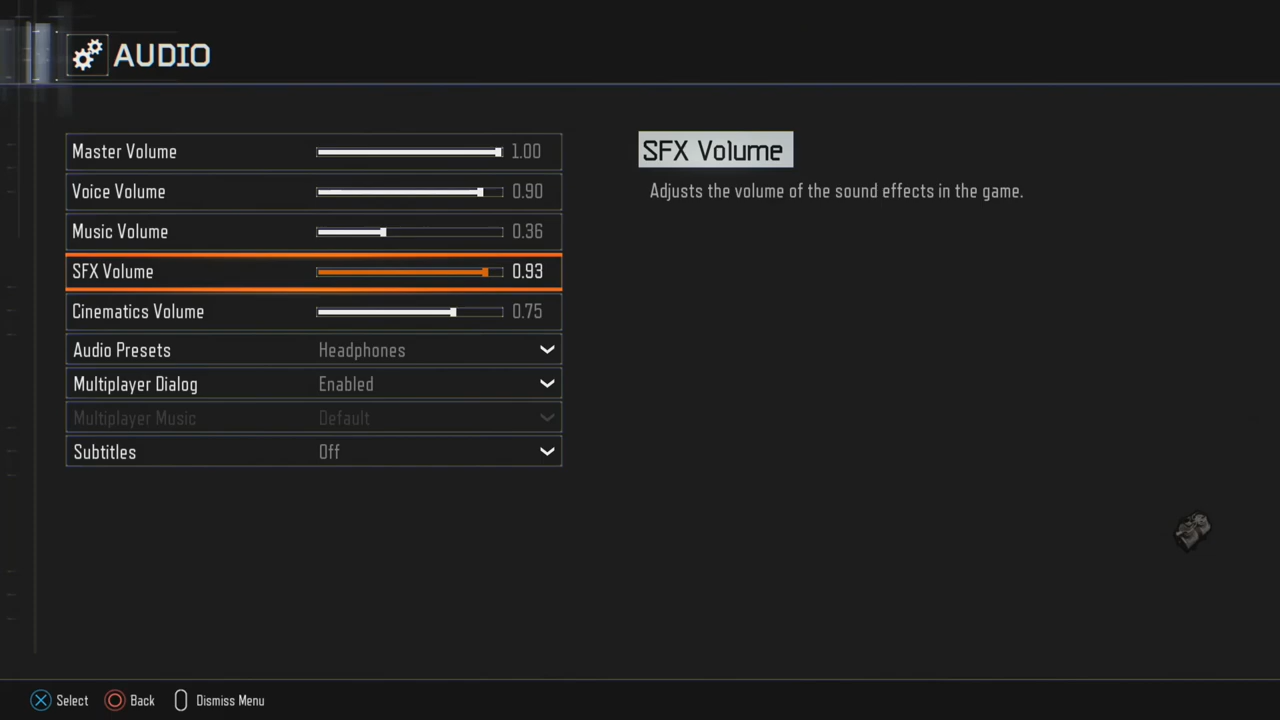 AUDIO
Master Volume 1.00
Voice Volume 0.90
Music Volume 0.36
SFX Volume 0.93
Cinematics Volume 0.75
Audio Presets Headphones
Multiplayer Dialog Enabled
Multiplayer Music Default
Subtitles Off
SFX Volume
Adjusts the volume of the sound effects in the game.
Select Back Dismiss Menu